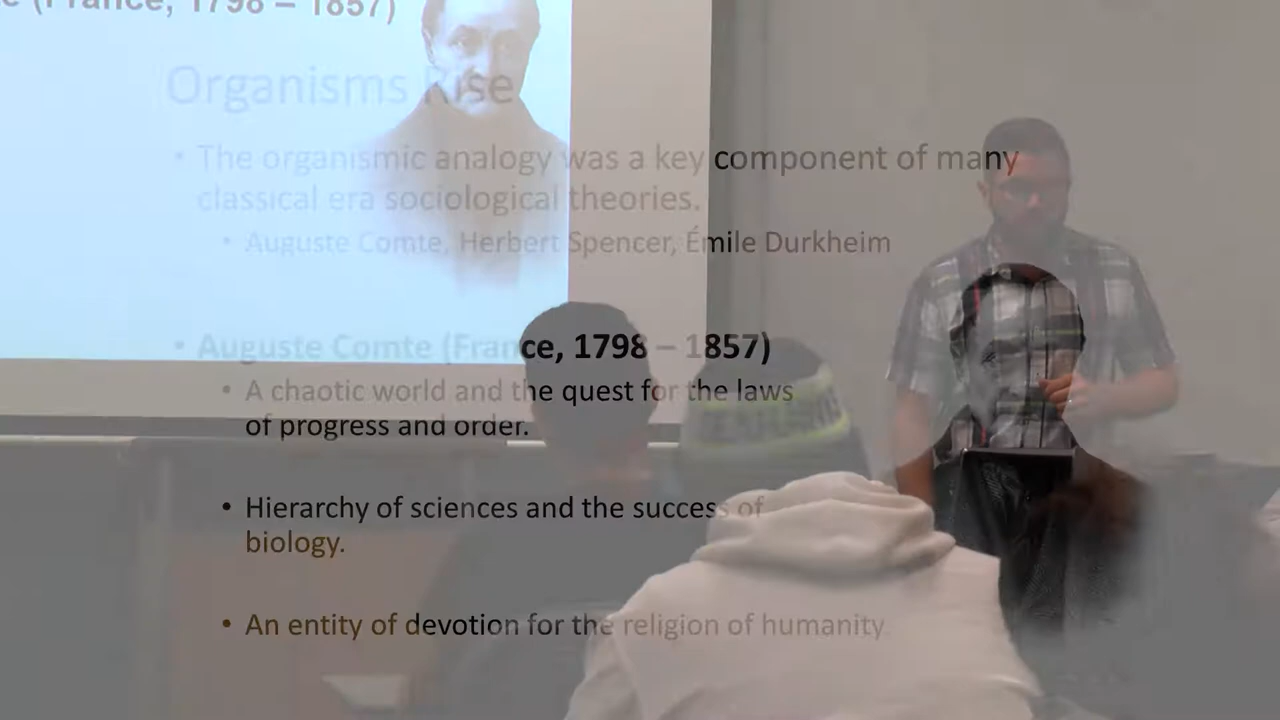 (France, 1798 – 1857)
Organisms Rise
• The organismic analogy was a key component of many
classical era sociological theories.
• Auguste Comte, Herbert Spencer, Émile Durkheim
• Auguste Comte (France, 1798 – 1857)
• A chaotic world and the quest for the laws
of progress and order.
• Hierarchy of sciences and the success of
biology.
• An entity of devotion for the religion of humanity